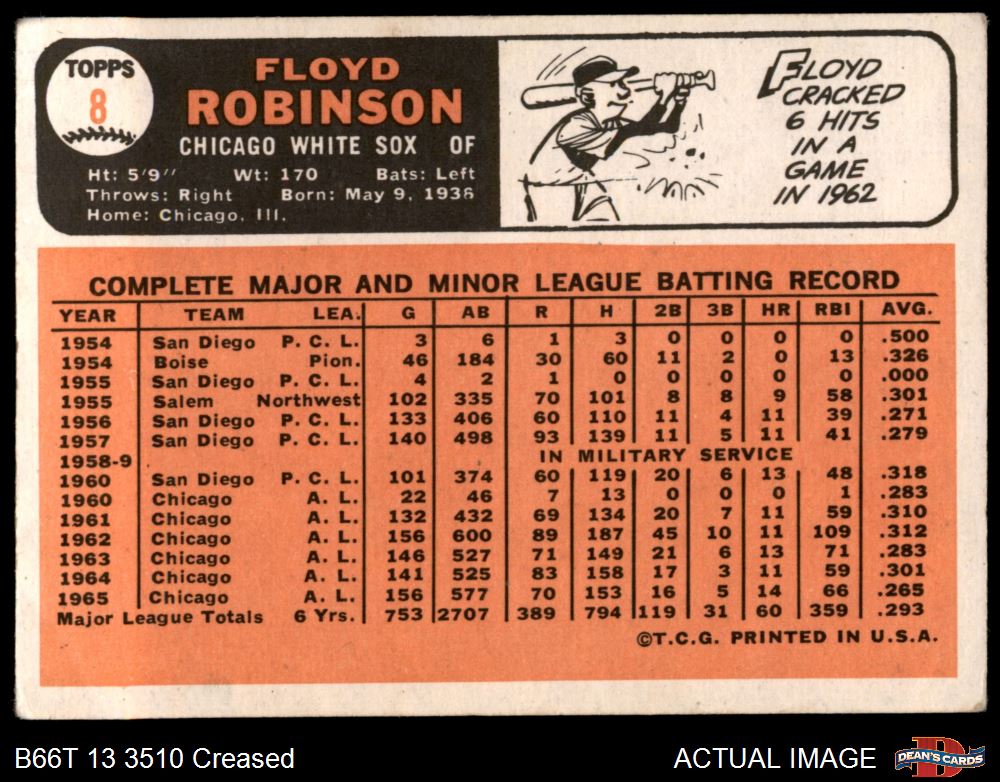 TOPPS
8
FLOYD
ROBINSON
CHICAGO WHITE SOX OF
Ht: 5'9" Wt: 170 Bats: Left
Throws: Right Born: May 9, 1936
Home: Chicago, Ill.
FLOYD
CRACKED
6 HITS
IN A
GAME
IN 1962
COMPLETE MAJOR AND MINOR LEAGUE BATTING RECORD
YEAR TEAM LEA. G AB R H 2B 3B HR RBI AVG.
1954 San Diego P. C. L. 3 6 1 3 0 0 0 0 .500
1954 Boise Pion. 46 184 30 60 11 2 0 13 .326
1955 San Diego P. C. L. 4 2 1 0 0 0 0 0 .000
1955 Salem Northwest 102 335 70 101 8 8 9 58 .301
1956 San Diego P. C. L. 133 406 60 110 11 4 11 39 .271
1957 San Diego P. C. L. 140 498 93 139 11 5 11 41 .279
1958-9 IN MILITARY SERVICE
1960 San Diego P. C. L. 101 374 60 119 20 6 13 48 .318
1960 Chicago A. L. 22 46 7 13 0 0 0 1 .283
1961 Chicago A. L. 132 432 69 134 20 7 11 59 .310
1962 Chicago A. L. 156 600 89 187 45 10 11 109 .312
1963 Chicago A. L. 146 527 71 149 21 6 13 71 .283
1964 Chicago A. L. 141 525 83 158 17 3 11 59 .301
1965 Chicago A. L. 156 577 70 153 16 5 14 66 .265
Major League Totals 6 Yrs. 753 2707 389 794 119 31 60 359 .293
©T.C.G. PRINTED IN U.S.A.
B66T 13 3510 Creased
ACTUAL IMAGE
DEAN'S CARDS